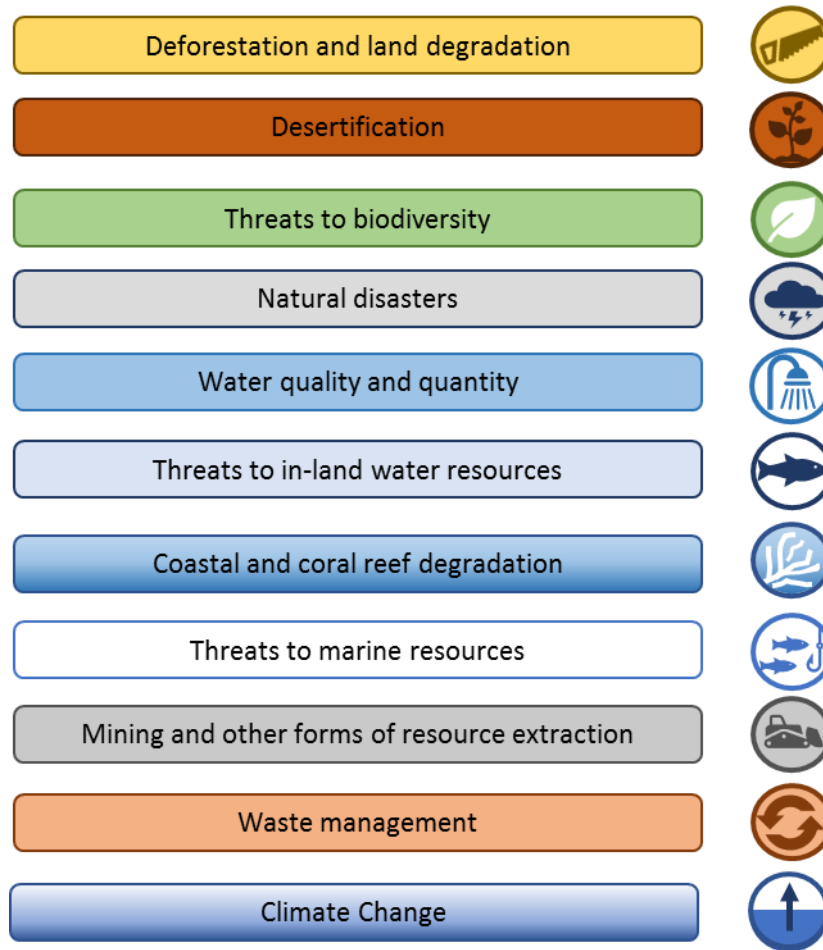 Deforestation and land degradation
Desertification
Threats to biodiversity
Natural disasters
Water quality and quantity
Threats to in-land water resources
Coastal and coral reef degradation
Threats to marine resources
Mining and other forms of resource extraction
Waste management
Climate Change